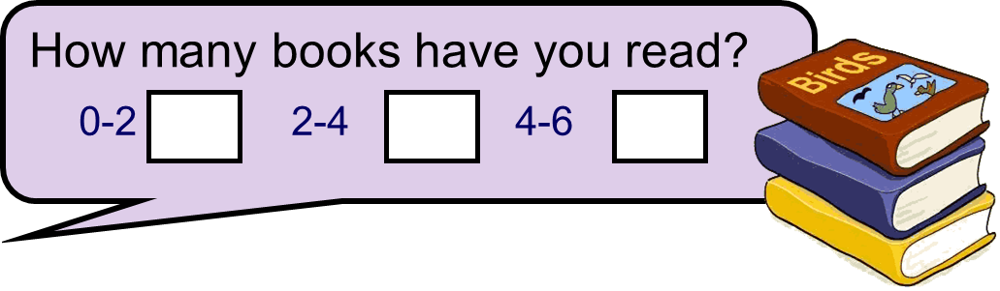 How many books have you read?
0-2 2-4 4-6
Birds